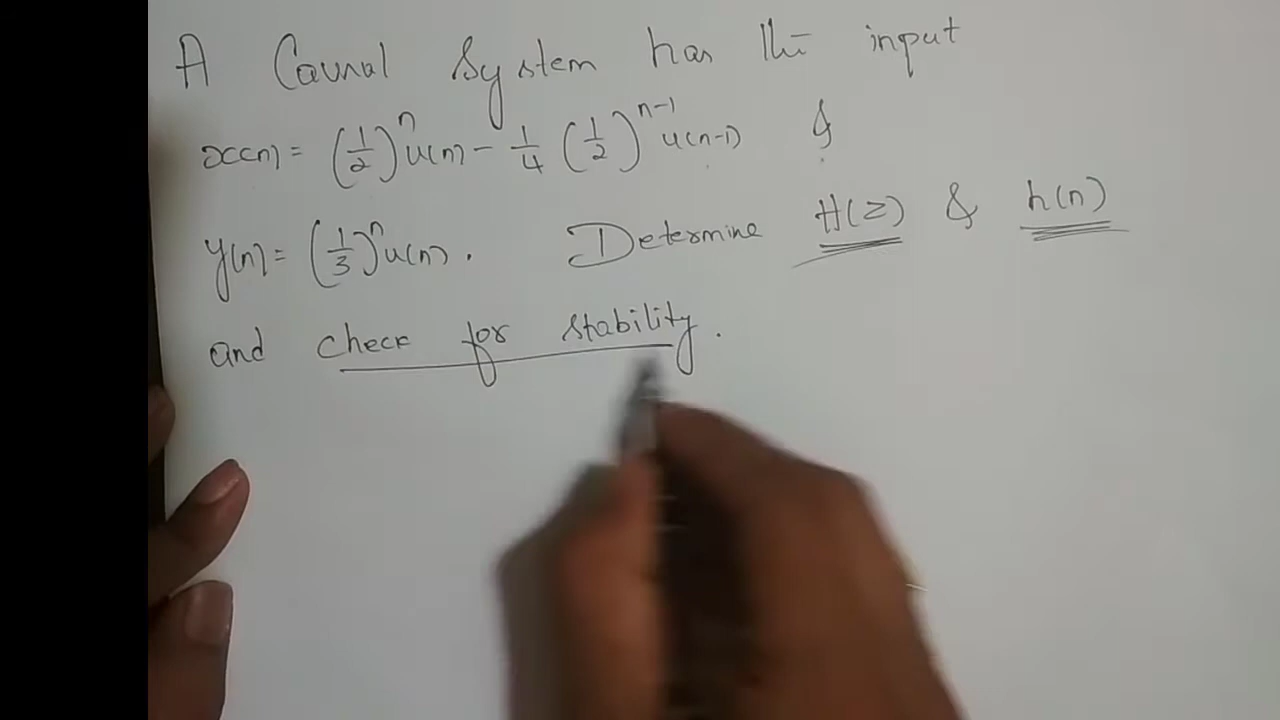 A Causal System has the input
x(n) = (1/2)^n u(n) - 1/4 (1/2)^{n-1} u(n-1) &
y(n) = (1/3)^n u(n). Determine H(z) & h(n)
and check for stability.